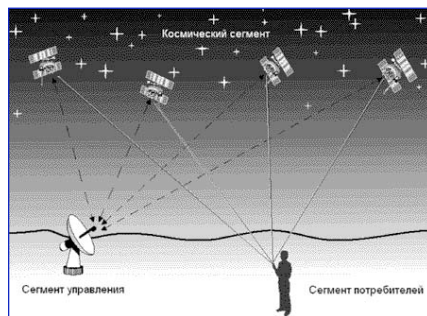 Космический сегмент
Сегмент управления
Сегмент потребителей